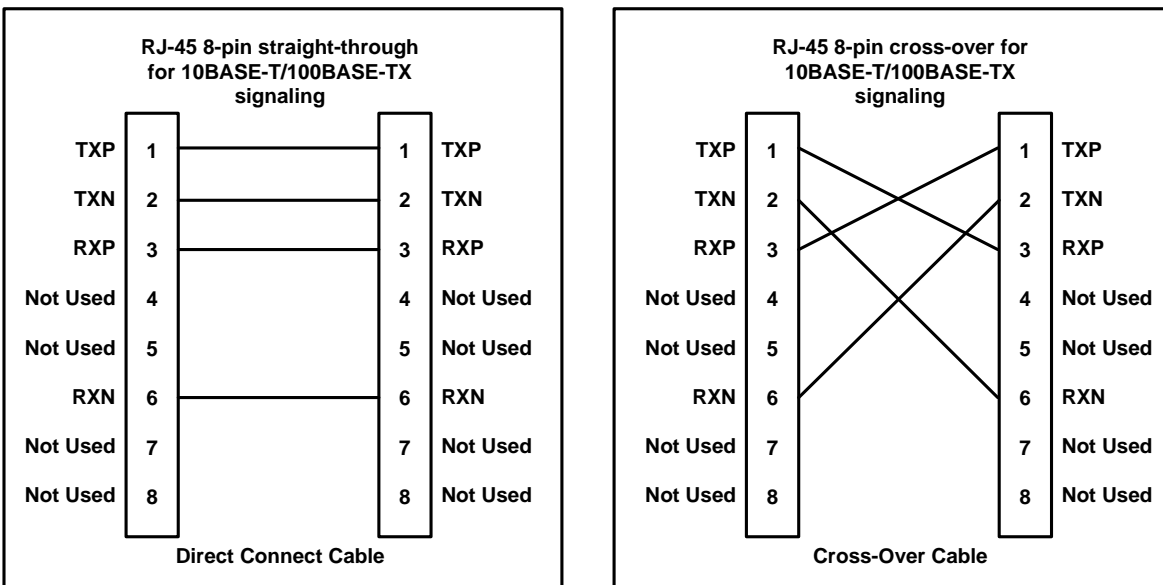 RJ-45 8-pin straight-through
for 10BASE-T/100BASE-TX
signaling
TXP 1 1 TXP
TXN 2 2 TXN
RXP 3 3 RXP
Not Used 4 4 Not Used
Not Used 5 5 Not Used
RXN 6 6 RXN
Not Used 7 7 Not Used
Not Used 8 8 Not Used
Direct Connect Cable
RJ-45 8-pin cross-over for
10BASE-T/100BASE-TX
signaling
TXP 1 1 TXP
TXN 2 2 TXN
RXP 3 3 RXP
Not Used 4 4 Not Used
Not Used 5 5 Not Used
RXN 6 6 RXN
Not Used 7 7 Not Used
Not Used 8 8 Not Used
Cross-Over Cable